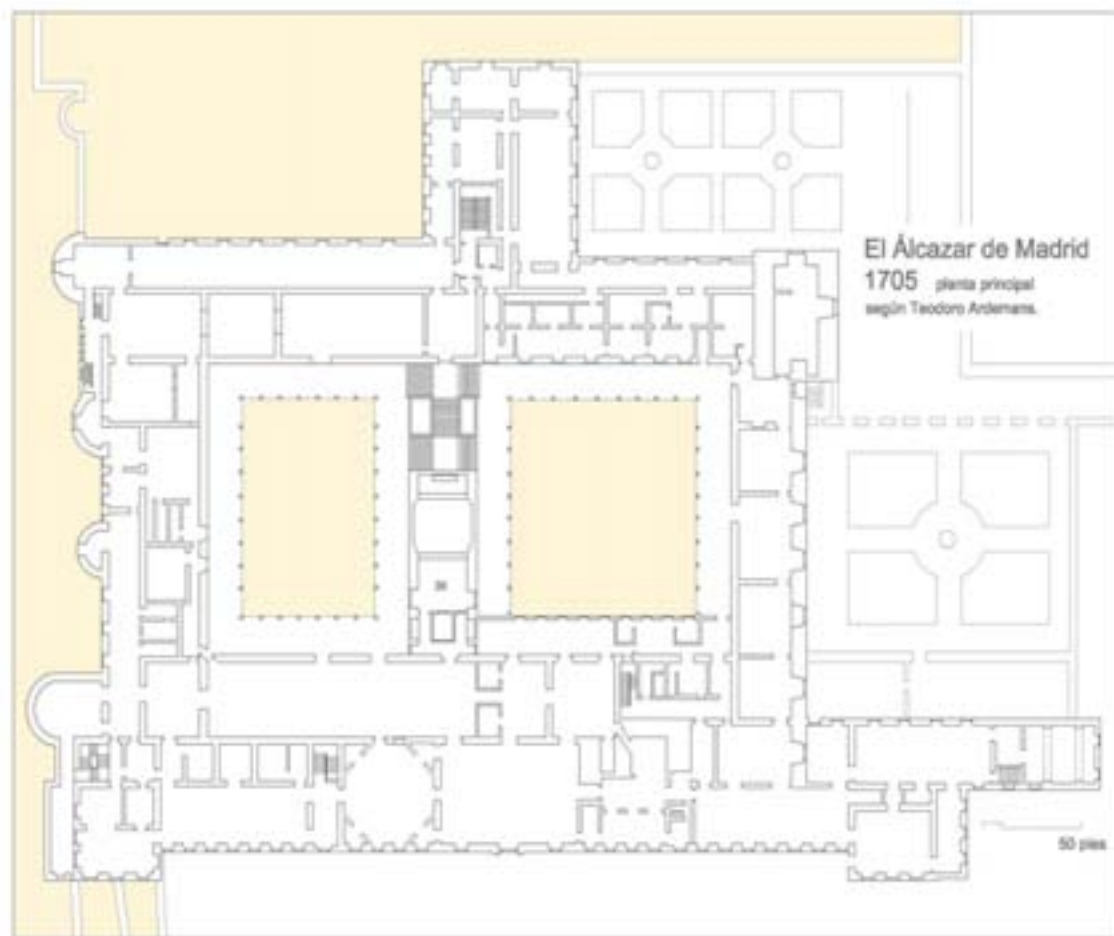 El Álcazar de Madrid
1705 planta principal
según Teodoro Ardemans.
50 pies